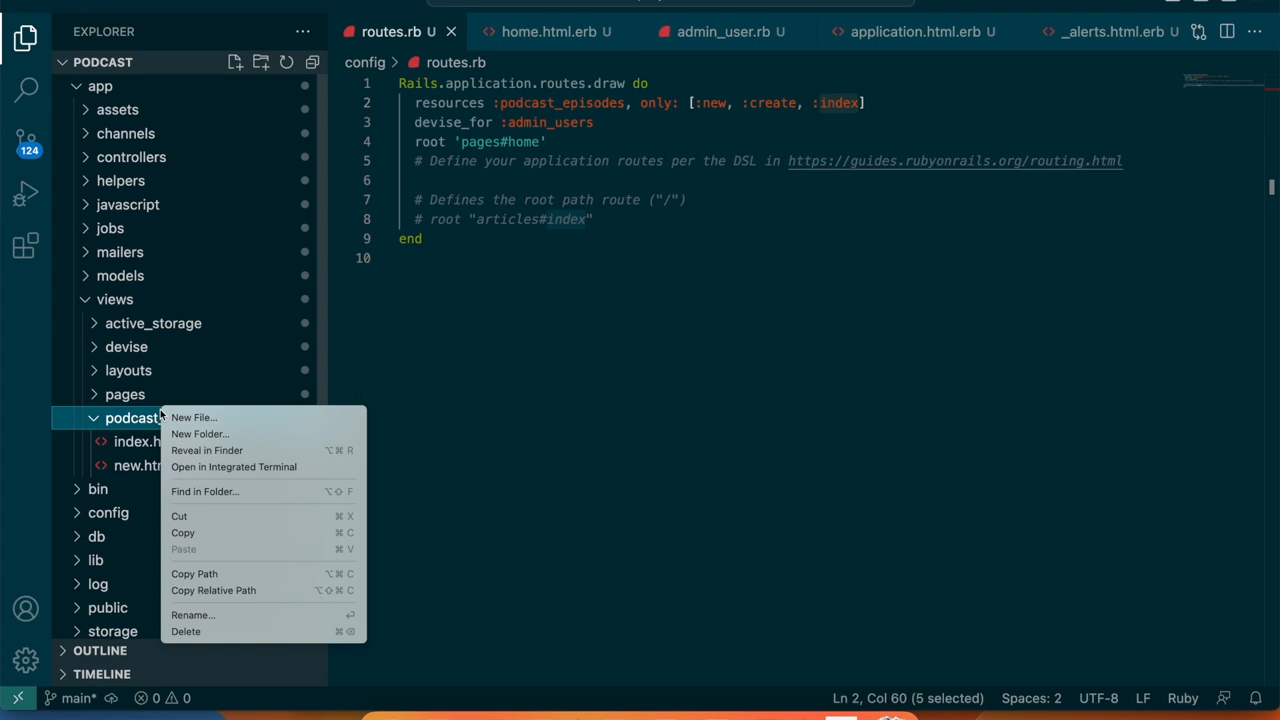 EXPLORER
PODCAST
app
assets
channels
controllers
helpers
javascript
jobs
mailers
models
views
active_storage
devise
layouts
pages
podcast_
index.h
new.htm
bin
config
db
lib
log
public
storage
OUTLINE
TIMELINE
124
New File...
New Folder...
Reveal in Finder ⌥⌘ R
Open in Integrated Terminal
Find in Folder... ⌥⇧ F
Cut ⌘ X
Copy ⌘ C
Paste ⌘ V
Copy Path ⌥⌘ C
Copy Relative Path ⌥⇧⌘ C
Rename... ⏎
Delete ⌘⌫
routes.rb U home.html.erb U admin_user.rb U application.html.erb U _alerts.html.erb U
config > routes.rb
1 Rails.application.routes.draw do
2 resources :podcast_episodes, only: [:new, :create, :index]
3 devise_for :admin_users
4 root 'pages#home'
5 # Define your application routes per the DSL in https://guides.rubyonrails.org/routing.html
6
7 # Defines the root path route ("/")
8 # root "articles#index"
9 end
10
main* 0 0 Ln 2, Col 60 (5 selected) Spaces: 2 UTF-8 LF Ruby